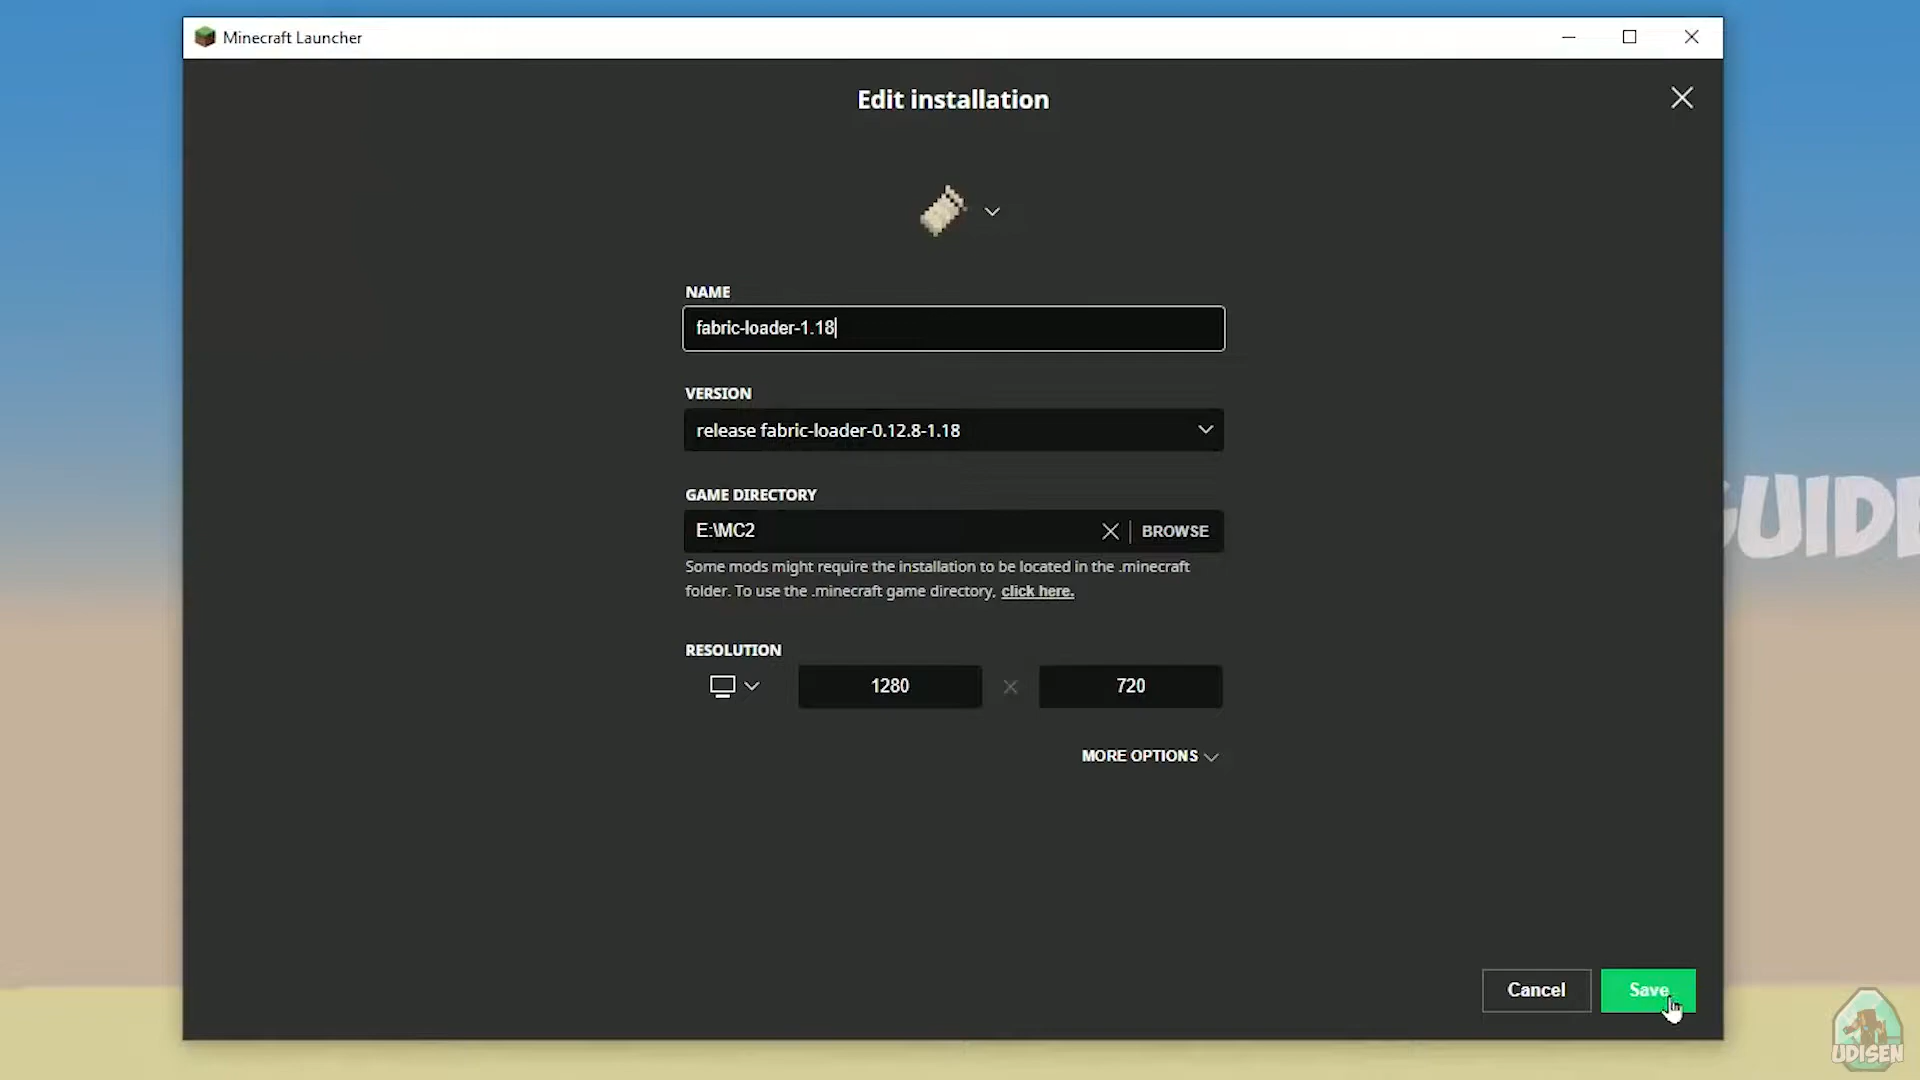 Minecraft Launcher
Edit installation
NAME
fabric-loader-1.18
VERSION
release fabric-loader-0.12.8-1.18
GAME DIRECTORY
E:\MC2
BROWSE
Some mods might require the installation to be located in the .minecraft
folder. To use the .minecraft game directory, click here.
GUIDE
RESOLUTION
1280
720
MORE OPTIONS
Cancel
Save
UDISEN